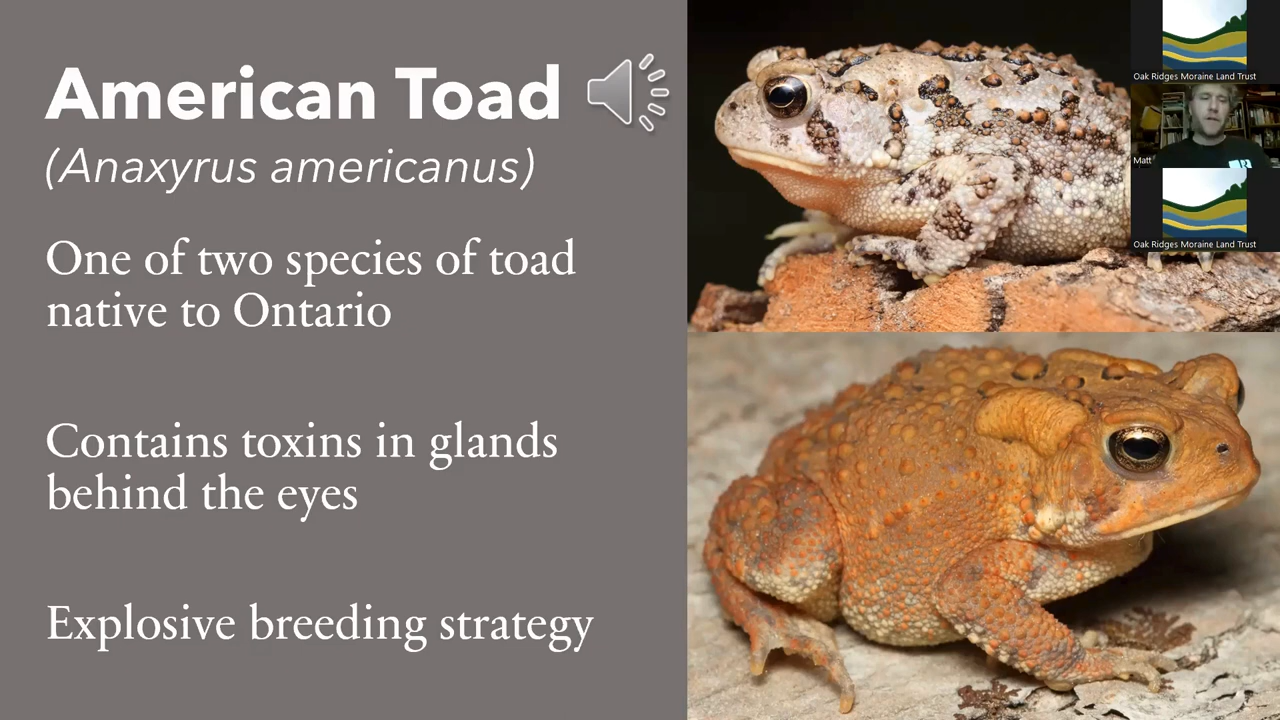 American Toad
(Anaxyrus americanus)
One of two species of toad
native to Ontario
Contains toxins in glands
behind the eyes
Explosive breeding strategy
Oak Ridges Moraine Land Trust
Matt
Oak Ridges Moraine Land Trust